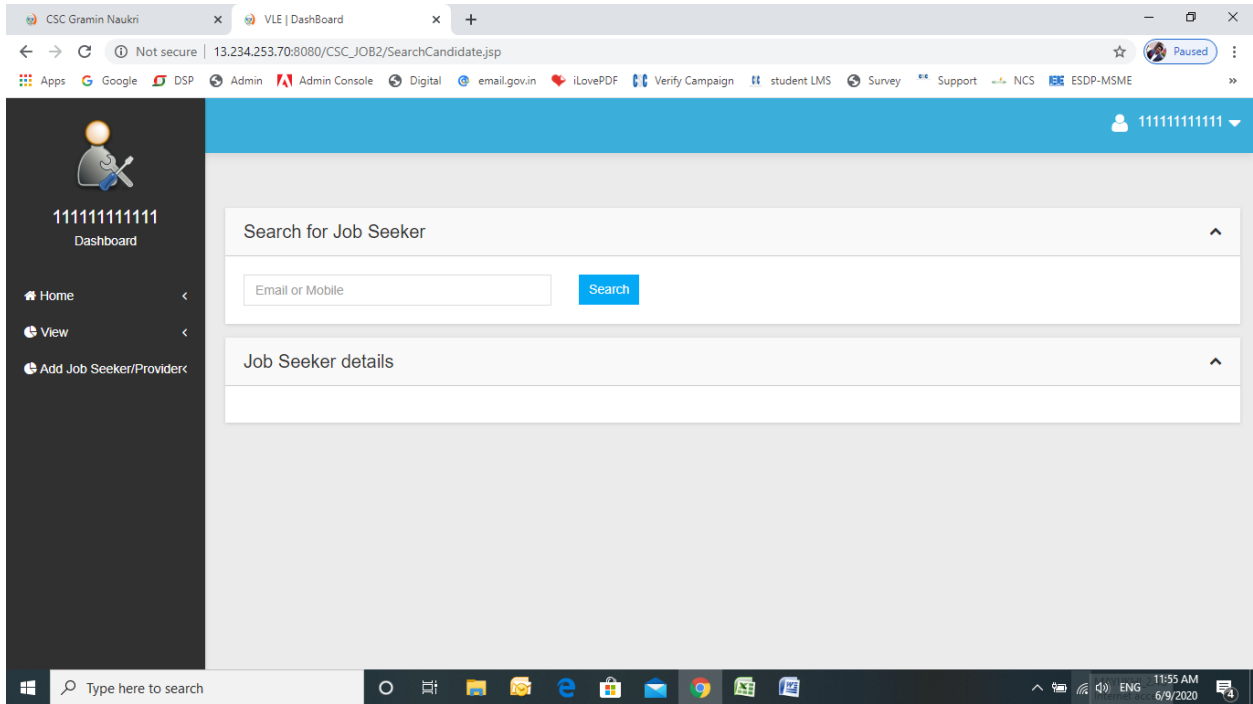 CSC Gramin Naukri
VLE | DashBoard
Not secure | 13.234.253.70:8080/CSC_JOB2/SearchCandidate.jsp
Paused
Apps Google DSP Admin Admin Console Digital email.gov.in iLovePDF Verify Campaign student LMS Survey Support NCS ESDP-MSME »
111111111111
111111111111
Dashboard
Home
View
Add Job Seeker/Provider
Search for Job Seeker
Email or Mobile Search
Job Seeker details
Type here to search
ENG
11:55 AM
6/9/2020
4